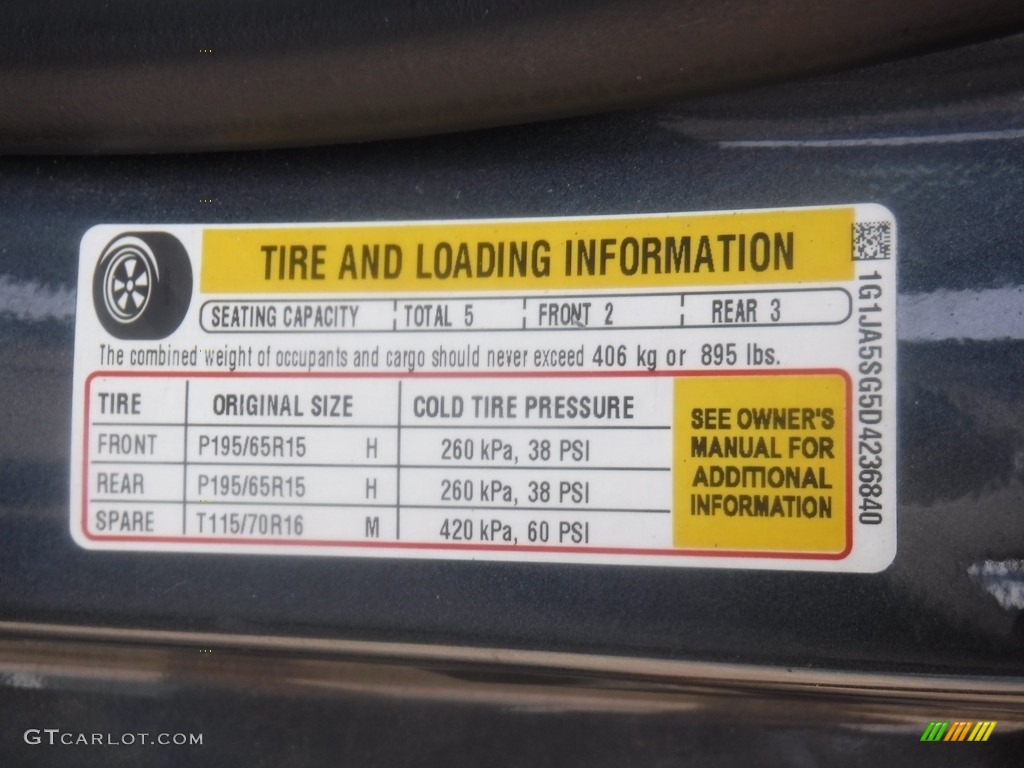 TIRE AND LOADING INFORMATION
SEATING CAPACITY TOTAL 5 FRONT 2 REAR 3
The combined weight of occupants and cargo should never exceed 406 kg or 895 lbs.
TIRE ORIGINAL SIZE COLD TIRE PRESSURE
FRONT P195/65R15 H 260 kPa, 38 PSI
REAR P195/65R15 H 260 kPa, 38 PSI
SPARE T115/70R16 M 420 kPa, 60 PSI
SEE OWNER'S
MANUAL FOR
ADDITIONAL
INFORMATION
1G1JA5SG5D4236840
GTCARLOT.COM